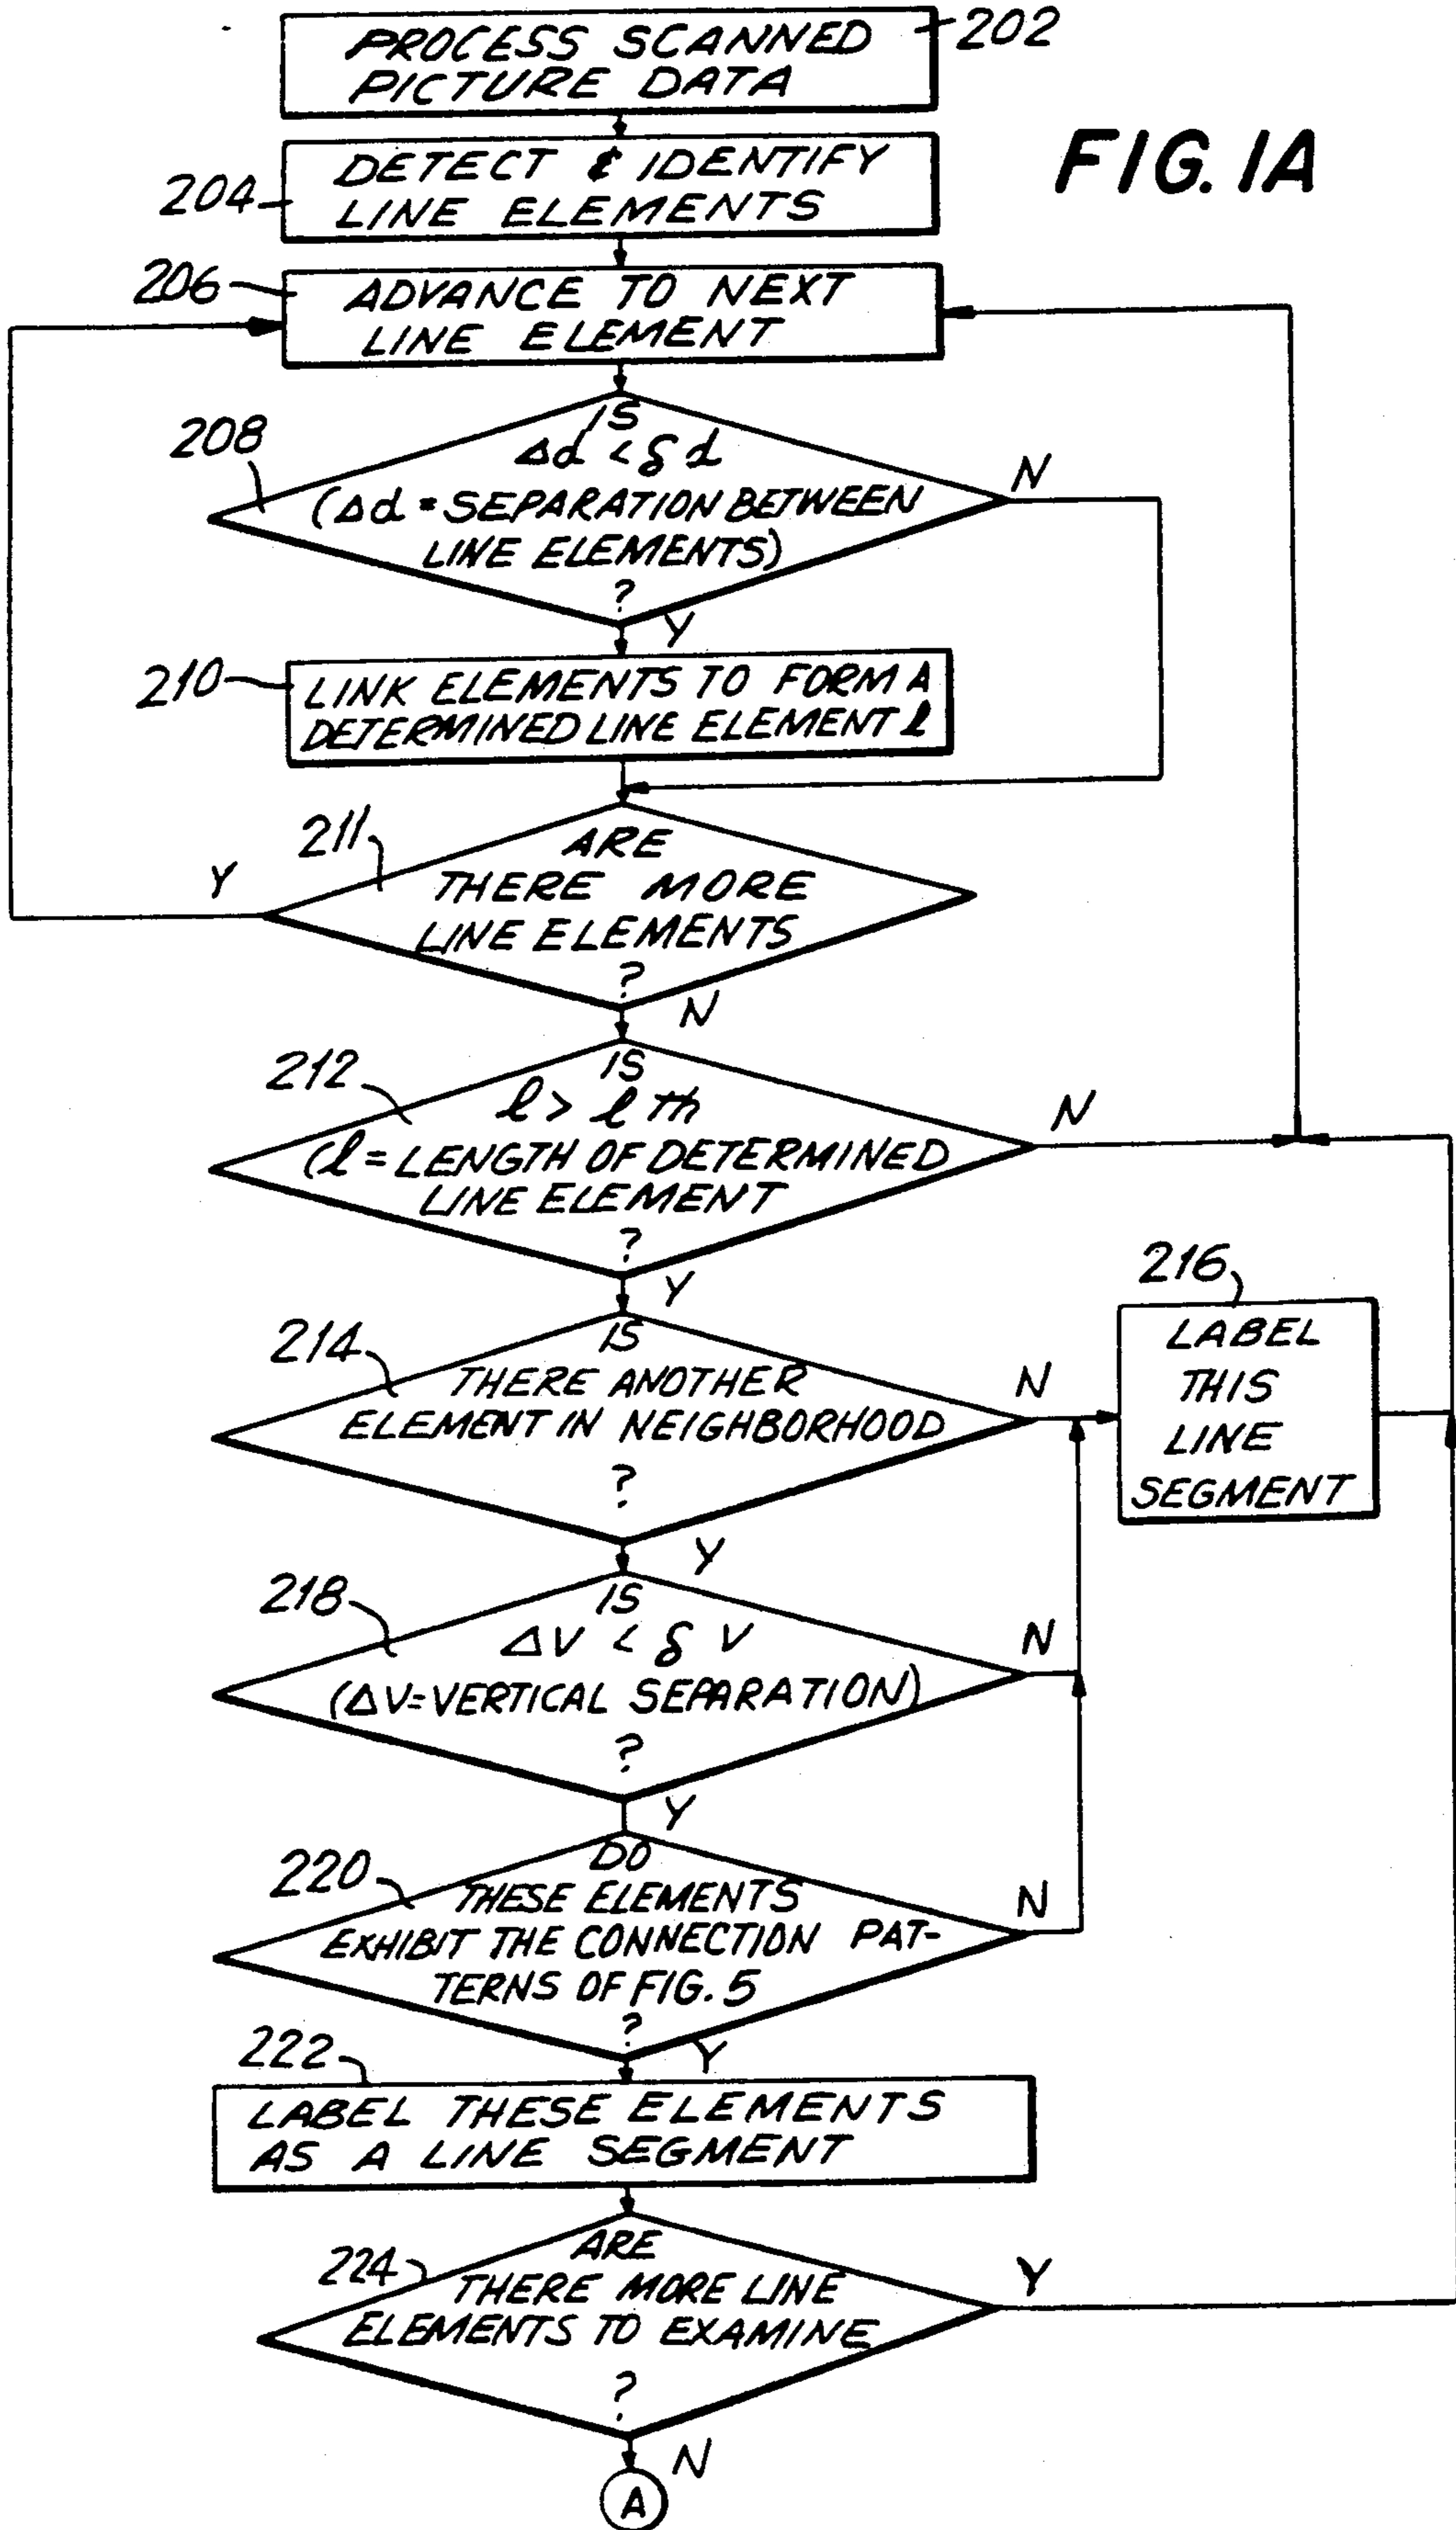 PROCESS SCANNED
PICTURE DATA
202
FIG. 1A
204
DETECT & IDENTIFY
LINE ELEMENTS
206
ADVANCE TO NEXT
LINE ELEMENT
208
IS
Δd < δd
(Δd = SEPARATION BETWEEN
LINE ELEMENTS)
?
N
Y
210
LINK ELEMENTS TO FORM A
DETERMINED LINE ELEMENT ℓ
211
ARE
THERE MORE
LINE ELEMENTS
?
Y
N
212
IS
ℓ > ℓ th
(ℓ = LENGTH OF DETERMINED
LINE ELEMENT
?
N
Y
214
IS
THERE ANOTHER
ELEMENT IN NEIGHBORHOOD
?
N
Y
216
LABEL
THIS
LINE
SEGMENT
218
IS
ΔV < δ V
(ΔV = VERTICAL SEPARATION)
?
N
Y
220
DO
THESE ELEMENTS
EXHIBIT THE CONNECTION PAT-
TERNS OF FIG. 5
?
N
Y
222
LABEL THESE ELEMENTS
AS A LINE SEGMENT
224
ARE
THERE MORE LINE
ELEMENTS TO EXAMINE
?
Y
N
A